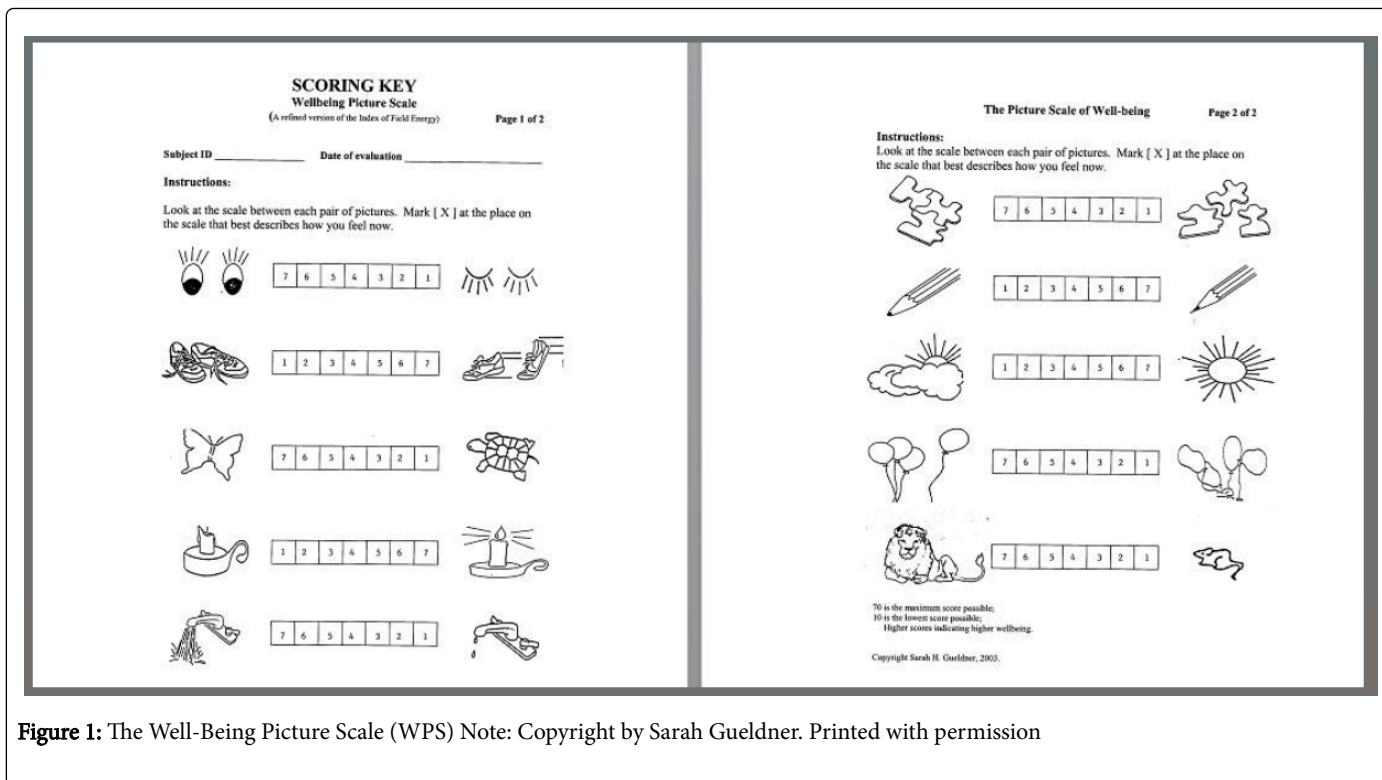 SCORING KEY
Wellbeing Picture Scale
(A refined version of the Index of Field Energy)
Page 1 of 2
Subject ID
Date of evaluation
Instructions:
Look at the scale between each pair of pictures. Mark [ X ] at the place on
the scale that best describes how you feel now.
7 6 5 4 3 2 1
1 2 3 4 5 6 7
7 6 5 4 3 2 1
1 2 3 4 5 6 7
7 6 5 4 3 2 1
The Picture Scale of Well-being
Page 2 of 2
Instructions:
Look at the scale between each pair of pictures. Mark [ X ] at the place on
the scale that best describes how you feel now.
7 6 5 4 3 2 1
1 2 3 4 5 6 7
1 2 3 4 5 6 7
7 6 5 4 3 2 1
7 6 5 4 3 2 1
70 is the maximum score possible;
10 is the lowest score possible;
Higher scores indicating higher wellbeing.
Copyright Sarah H. Gueldner, 2003.
Figure 1: The Well-Being Picture Scale (WPS) Note: Copyright by Sarah Gueldner. Printed with permission